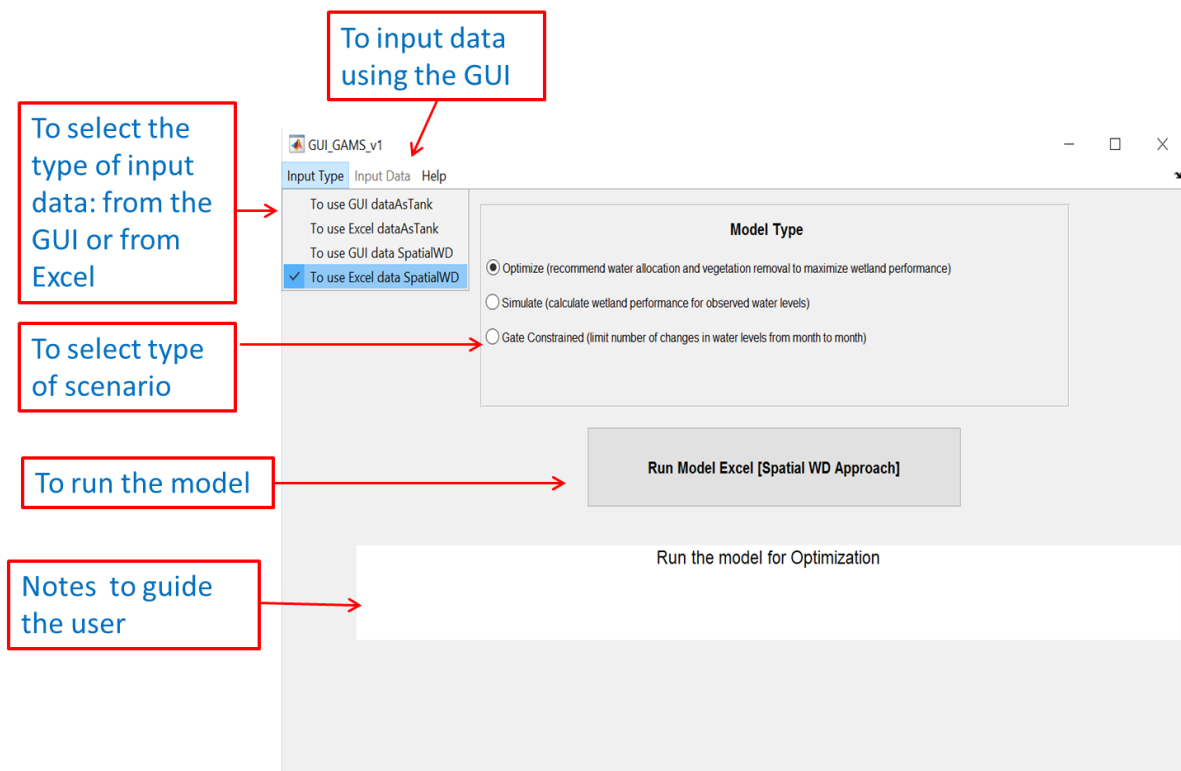 To input data
using the GUI
To select the
type of input
data: from the
GUI or from
Excel
To select type
of scenario
To run the model
Notes to guide
the user
GUI_GAMS_v1
Input Type Input Data Help
To use GUI dataAsTank
To use Excel dataAsTank
To use GUI data SpatialWD
To use Excel data SpatialWD
Model Type
Optimize (recommend water allocation and vegetation removal to maximize wetland performance)
Simulate (calculate wetland performance for observed water levels)
Gate Constrained (limit number of changes in water levels from month to month)
Run Model Excel [Spatial WD Approach]
Run the model for Optimization